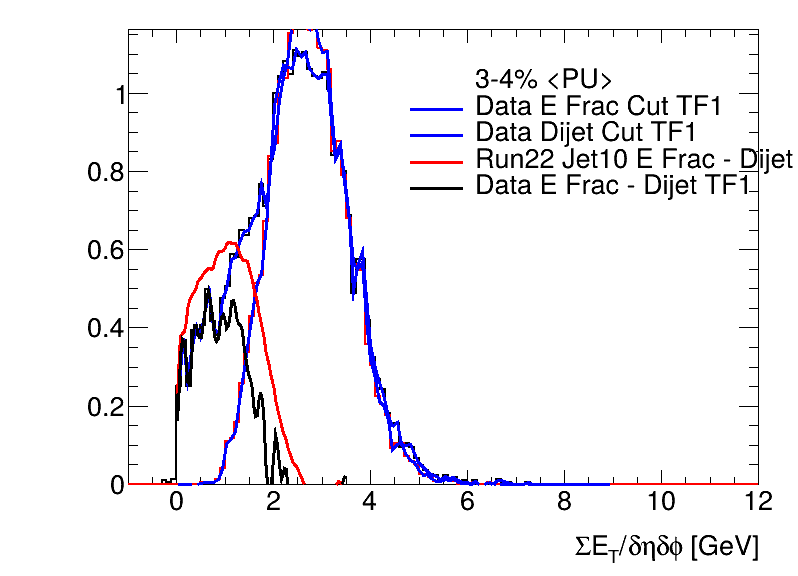 3-4% <PU>
Data E Frac Cut TF1
Data Dijet Cut TF1
Run22 Jet10 E Frac - Dijet
Data E Frac - Dijet TF1
1
0.8
0.6
0.4
0.2
0
0 2 4 6 8 10 12
ΣE_T/δηδφ [GeV]